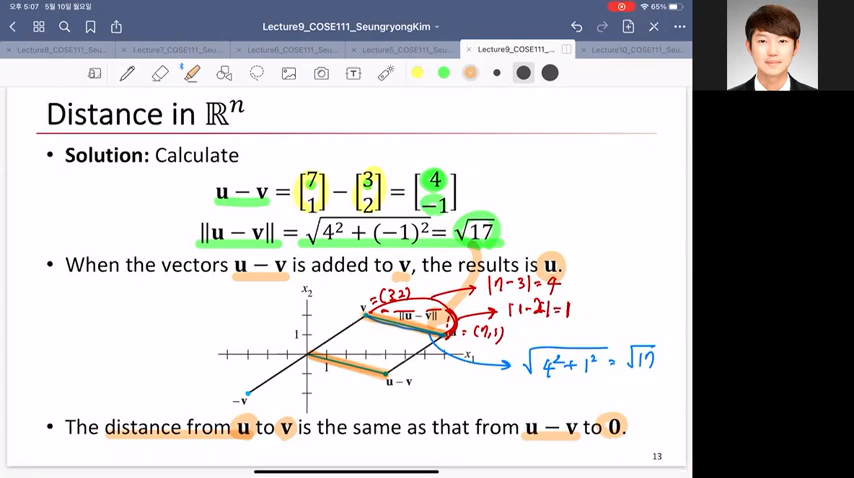 오후 5:07 5월 10일 월요일
65%
Lecture9_COSE111_SeungryongKim
Lecture8_COSE111_Seu...
Lecture7_COSE111_Seu...
Lecture6_COSE111_Seu...
Lecture5_COSE111_Seu...
Lecture9_COSE111_...
Lecture10_COSE111_Seu...
Distance in ℝⁿ
• Solution: Calculate
u − v = [7 1] − [3 2] = [4 −1]
‖u − v‖ = √(4² + (−1)²) = √17
• When the vectors u − v is added to v, the results is u.
x₂
=(3,2)
|7−3|=4
v
‖u − v‖
|1−2|=1
1
=(7,1)
x₁
1
√(4²+1²) = √17
u − v
−v
• The distance from u to v is the same as that from u − v to 0.
13